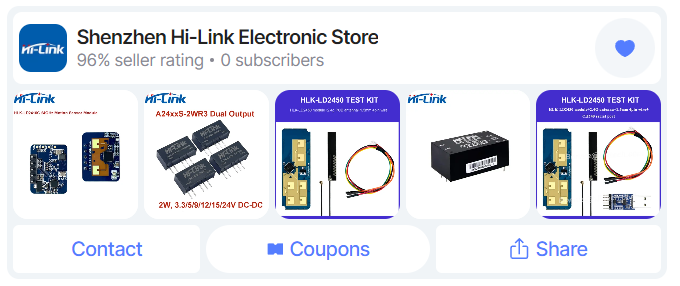 Hi-Link
Shenzhen Hi-Link Electronic Store
96% seller rating • 0 subscribers
Hi-Link
Hi-Link
A24xxS-2WR3 Dual Output
2W, 3.3/5/9/12/15/24V DC-DC
HLK-LD2450 TEST KIT
Hi-Link
HLK-LD2450 TEST KIT
Contact
Coupons
Share